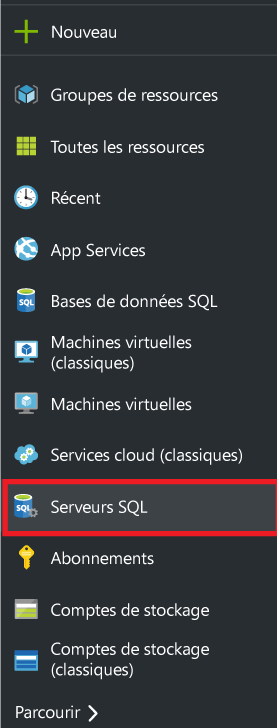 Nouveau
Groupes de ressources
Toutes les ressources
Récent
App Services
SQL
Bases de données SQL
Machines virtuelles
(classiques)
Machines virtuelles
Services cloud (classiques)
SQL
Serveurs SQL
Abonnements
Comptes de stockage
Comptes de stockage
(classiques)
Parcourir